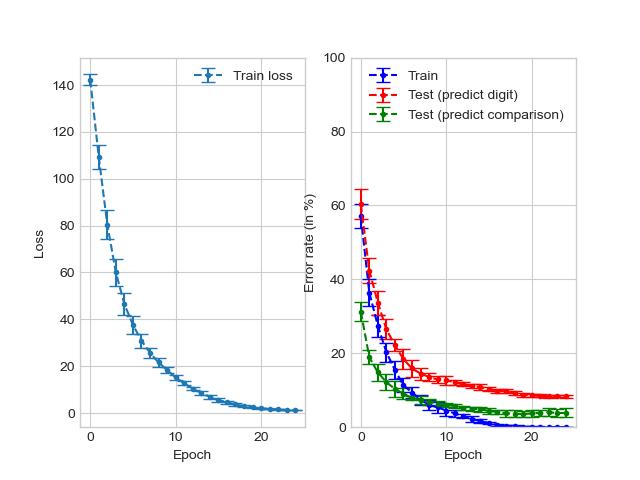 140
120
100
80
60
40
20
0
0
10
20
Loss
Epoch
Train loss
100
80
60
40
20
0
0
10
20
Error rate (in %)
Epoch
Train
Test (predict digit)
Test (predict comparison)